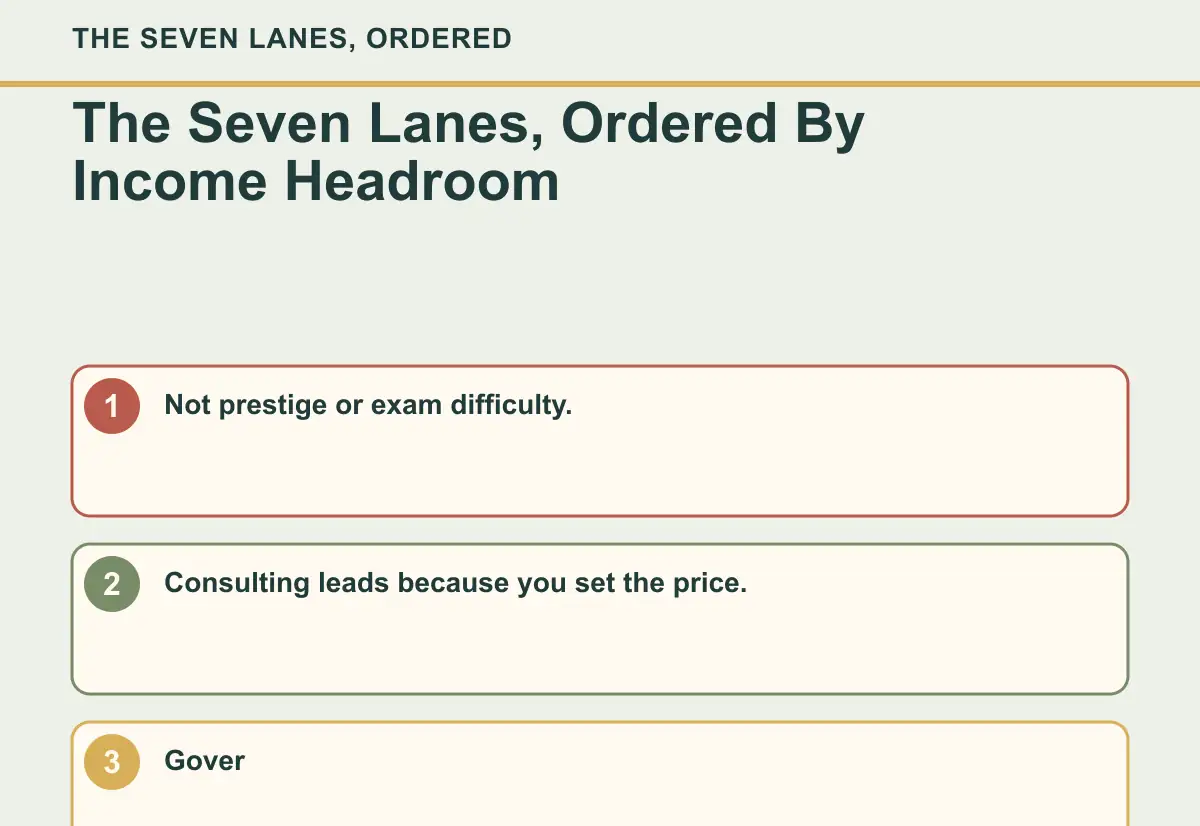 THE SEVEN LANES, ORDERED
The Seven Lanes, Ordered By
Income Headroom
1
Not prestige or exam difficulty.
2
Consulting leads because you set the price.
3
Gover